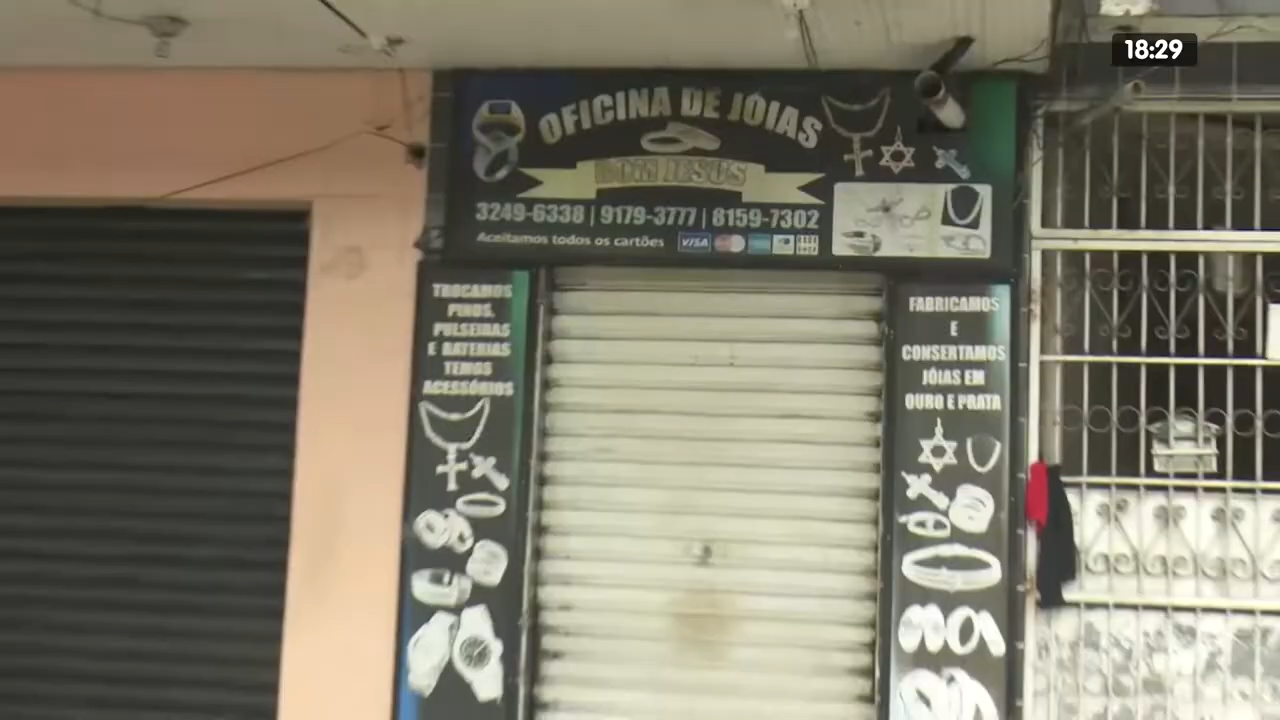 18:29
OFICINA DE JÓIAS
BOM JESUS
3249-6338 | 9179-3777 | 8159-7302
Aceitamos todos os cartões
VISA
TROCAMOS
PINOS,
PULSEIRAS
E BATERIAS
TEMOS
ACESSÓRIOS
FABRICAMOS
E
CONSERTAMOS
JÓIAS EM
OURO E PRATA